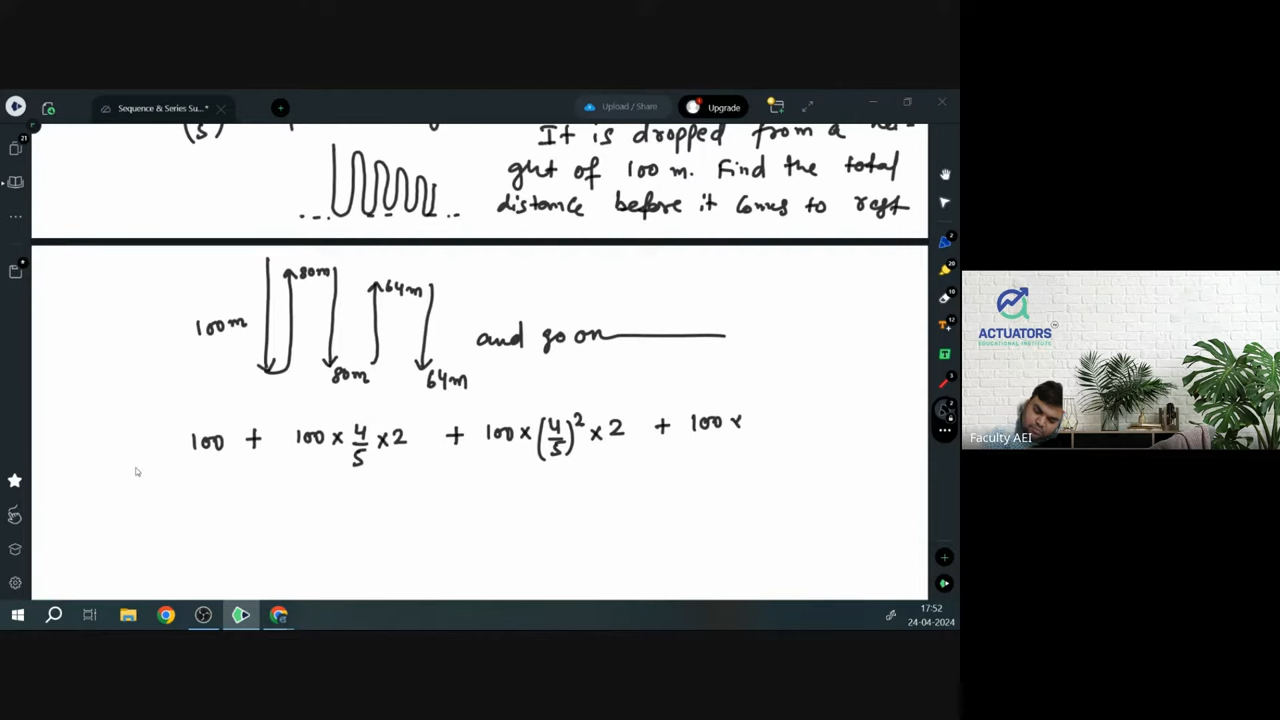 Sequence & Series Su...*
Upload / Share
Upgrade
It is dropped from a
ght of 100 m. Find the total
distance before it comes to rest
80m
64m
100m
and go on
80m
64m
100 + 100 × 4/5 × 2 + 100 × (4/5)² × 2 + 100 ×
ACTUATORS
EDUCATIONAL INSTITUTE
Faculty AEI
17:52
24-04-2024